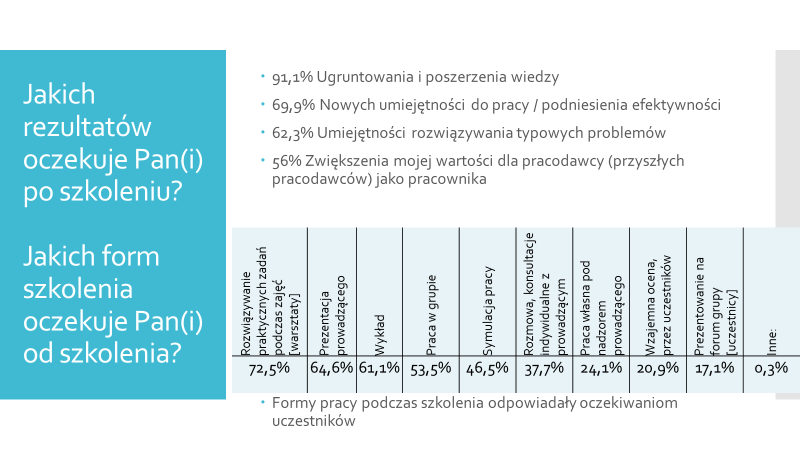 Jakich
rezultatów
oczekuje Pan(i)
po szkoleniu?
Jakich form
szkolenia
oczekuje Pan(i)
od szkolenia?
• 91,1% Ugruntowania i poszerzenia wiedzy
• 69,9% Nowych umiejętności do pracy / podniesienia efektywności
• 62,3% Umiejętności rozwiązywania typowych problemów
• 56% Zwiększenia mojej wartości dla pracodawcy (przyszłych
pracodawców) jako pracownika
Rozwiązywanie
praktycznych zadań
podczas zajęć
[warsztaty]
Prezentacja
prowadzącego
Wykład
Praca w grupie
Symulacja pracy
Rozmowa, konsultacje
indywidualne z
prowadzącym
Praca własna pod
nadzorem
prowadzącego
Wzajemna ocena,
przez uczestników
Prezentowanie na
forum grupy
[uczestnicy]
Inne:
72,5% 64,6% 61,1% 53,5% 46,5% 37,7% 24,1% 20,9% 17,1% 0,3%
• Formy pracy podczas szkolenia odpowiadały oczekiwaniom
uczestników